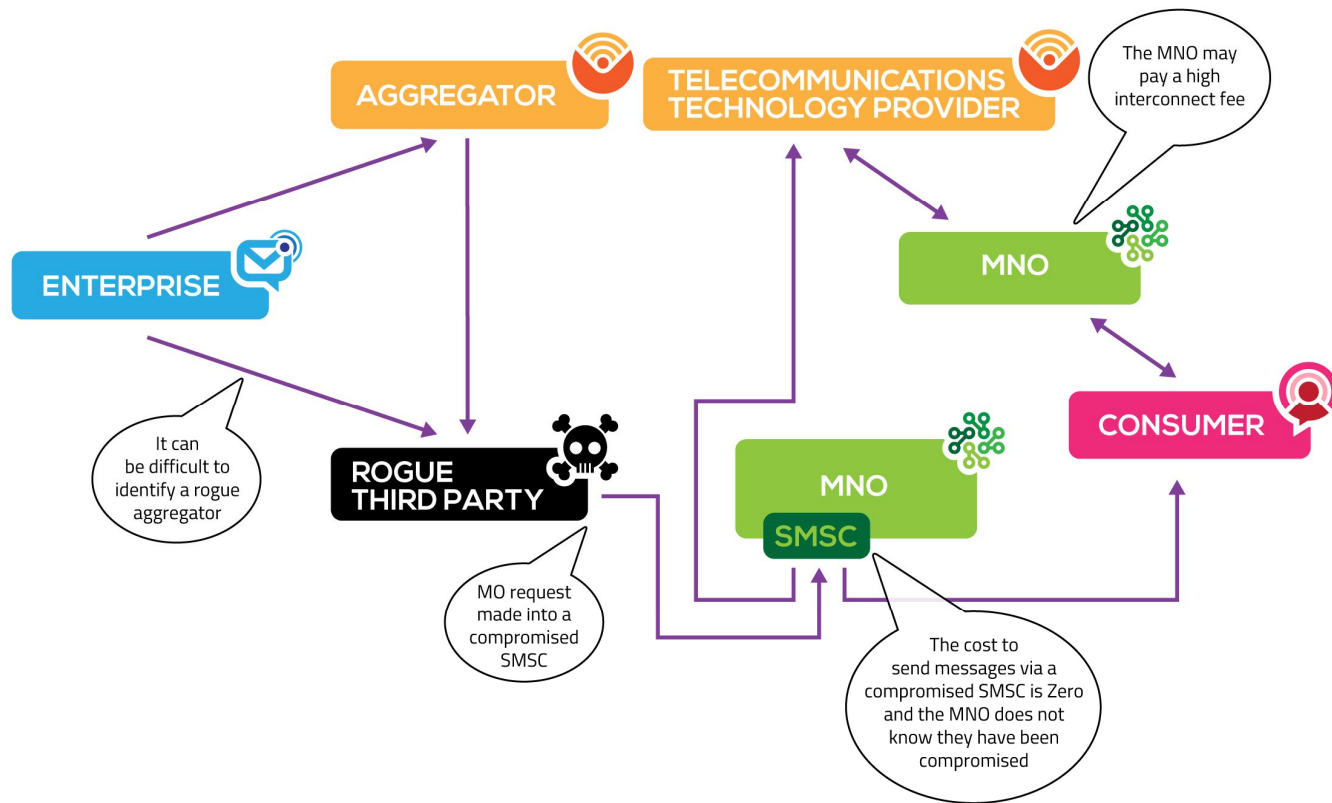 AGGREGATOR
TELECOMMUNICATIONS
TECHNOLOGY PROVIDER
The MNO may
pay a high
interconnect fee
ENTERPRISE
MNO
It can
be difficult to
identify a rogue
aggregator
CONSUMER
ROGUE
THIRD PARTY
MNO
SMSC
MO request
made into a
compromised
SMSC
The cost to
send messages via a
compromised SMSC is Zero
and the MNO does not
know they have been
compromised